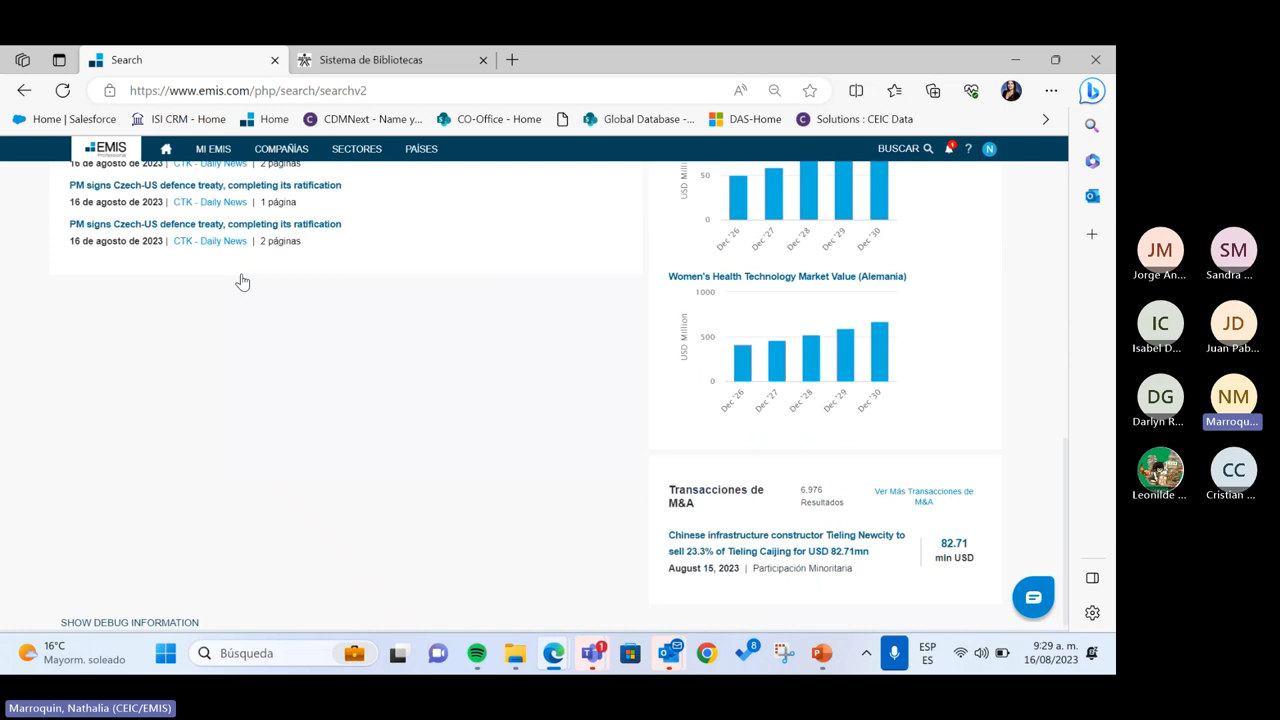 Search
Sistema de Bibliotecas
https://www.emis.com/php/search/searchv2
Home | Salesforce
ISI CRM - Home
Home
CDMNext - Name y...
CO-Office - Home
Global Database -...
DAS-Home
Solutions : CEIC Data
EMIS
Professional
MI EMIS
COMPAÑÍAS
SECTORES
PAÍSES
BUSCAR
1
?
N
16 de agosto de 2023 | CTK - Daily News | 2 páginas
PM signs Czech-US defence treaty, completing its ratification
16 de agosto de 2023 | CTK - Daily News | 1 página
PM signs Czech-US defence treaty, completing its ratification
16 de agosto de 2023 | CTK - Daily News | 2 páginas
USD Million
50
0
Dec '26
Dec '27
Dec '28
Dec '29
Dec '30
Women's Health Technology Market Value (Alemania)
USD Million
1000
500
0
Dec '26
Dec '27
Dec '28
Dec '29
Dec '30
Transacciones de
M&A
6,976
Resultados
Ver Más Transacciones de
M&A
Chinese infrastructure constructor Tieling Newcity to
sell 23.3% of Tieling Caijing for USD 82.71mn
August 15, 2023 | Participación Minoritaria
82.71
mln USD
SHOW DEBUG INFORMATION
JM
Jorge An...
SM
Sandra ...
IC
Isabel D...
JD
Juan Pab...
DG
Darlyn R...
NM
Marroqu...
Leonilde ...
CC
Cristian ...
16°C
Mayorm. soleado
Búsqueda
1
8
ESP
ES
9:29 a. m.
16/08/2023
Marroquin, Nathalia (CEIC/EMIS)